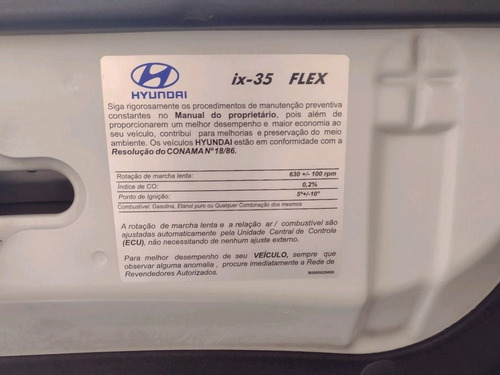 HYUNDAI
ix-35 FLEX
Siga rigorosamente os procedimentos de manutenção preventiva
constantes no Manual do proprietário, pois além de
proporcionarem um melhor desempenho e maior economia ao
seu veículo, contribui para melhorias e preservação do meio
ambiente. Os veículos HYUNDAI estão em conformidade com a
Resolução do CONAMA Nº 18/86.
Rotação de marcha lenta: 630 +/- 100 rpm
Índice de CO: 0,2%
Ponto de Ignição: 5º+/-10°
Combustível: Gasolina, Etanol puro ou Qualquer Combinação dos mesmos
A rotação de marcha lenta e a relação ar / combustível são
ajustadas automaticamente pela Unidade Central de Controle
(ECU), não necessitando de nenhum ajuste externo.
Para melhor desempenho de seu VEÍCULO, sempre que
observar alguma anomalia , procure imediatamente a Rede de
Revendedores Autorizados.